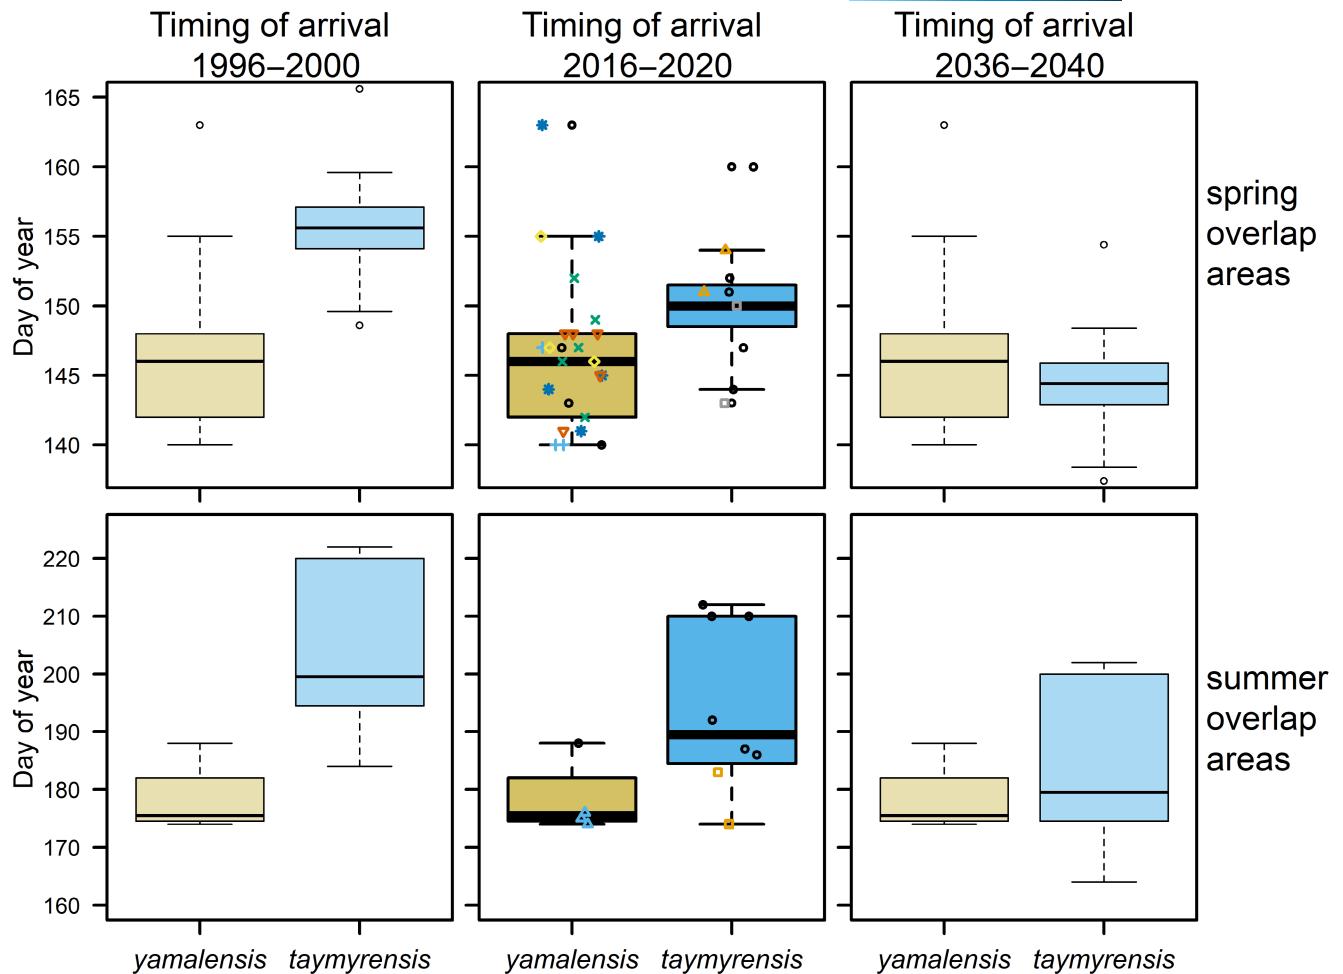 Timing of arrival
1996–2000
Timing of arrival
2016–2020
Timing of arrival
2036–2040
Day of year
165
160
155
150
145
140
spring
overlap
areas
Day of year
220
210
200
190
180
170
160
summer
overlap
areas
yamalensis taymyrensis
yamalensis taymyrensis
yamalensis taymyrensis